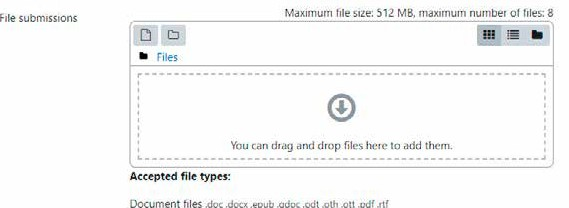 Maximum file size: 512 MB, maximum number of files: 8
File submissions
Files
You can drag and drop files here to add them.
Accepted file types:
Document files .doc .docx .epub .gdoc .odt .oth .ott .pdf .rtf